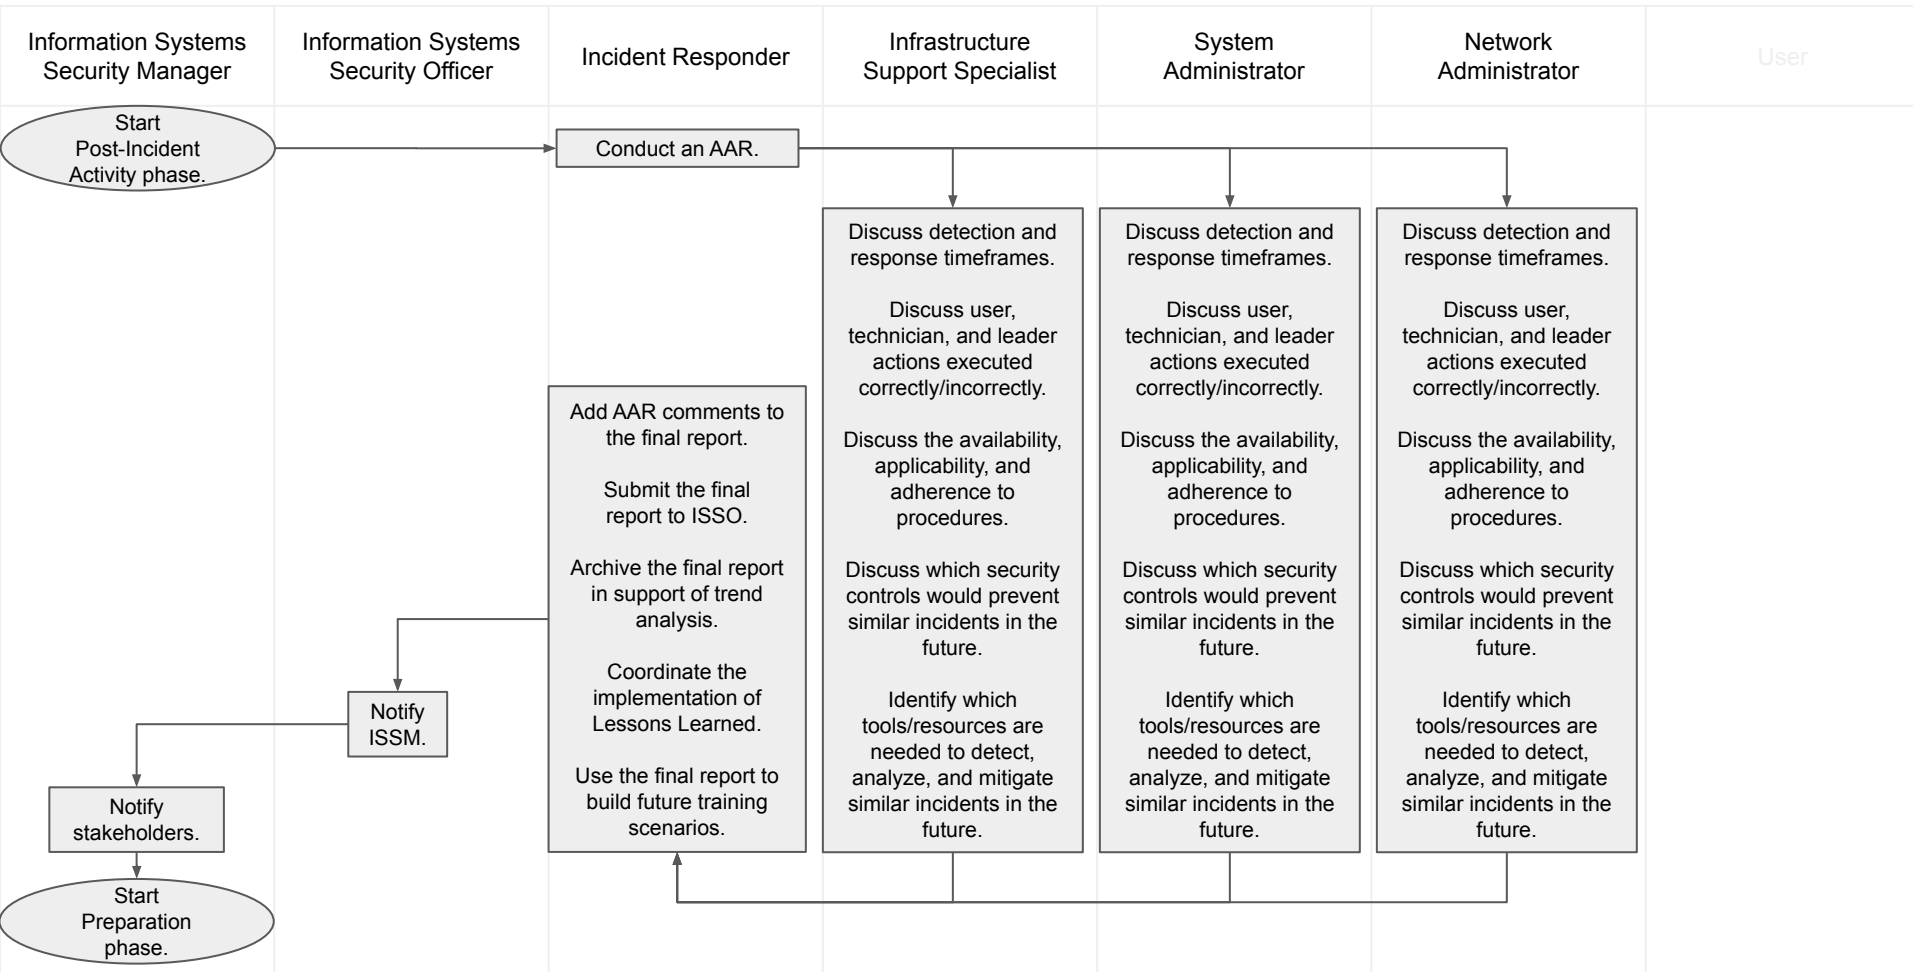 Information Systems
Security Manager
Information Systems
Security Officer
Incident Responder
Infrastructure
Support Specialist
System
Administrator
Network
Administrator
User
Start
Post-Incident
Activity phase.
Conduct an AAR.
Discuss detection and
response timeframes.
Discuss user,
technician, and leader
actions executed
correctly/incorrectly.
Discuss the availability,
applicability, and
adherence to
procedures.
Discuss which security
controls would prevent
similar incidents in the
future.
Identify which
tools/resources are
needed to detect,
analyze, and mitigate
similar incidents in the
future.
Discuss detection and
response timeframes.
Discuss user,
technician, and leader
actions executed
correctly/incorrectly.
Discuss the availability,
applicability, and
adherence to
procedures.
Discuss which security
controls would prevent
similar incidents in the
future.
Identify which
tools/resources are
needed to detect,
analyze, and mitigate
similar incidents in the
future.
Discuss detection and
response timeframes.
Discuss user,
technician, and leader
actions executed
correctly/incorrectly.
Discuss the availability,
applicability, and
adherence to
procedures.
Discuss which security
controls would prevent
similar incidents in the
future.
Identify which
tools/resources are
needed to detect,
analyze, and mitigate
similar incidents in the
future.
Add AAR comments to
the final report.
Submit the final
report to ISSO.
Archive the final report
in support of trend
analysis.
Coordinate the
implementation of
Lessons Learned.
Use the final report to
build future training
scenarios.
Notify
ISSM.
Notify
stakeholders.
Start
Preparation
phase.